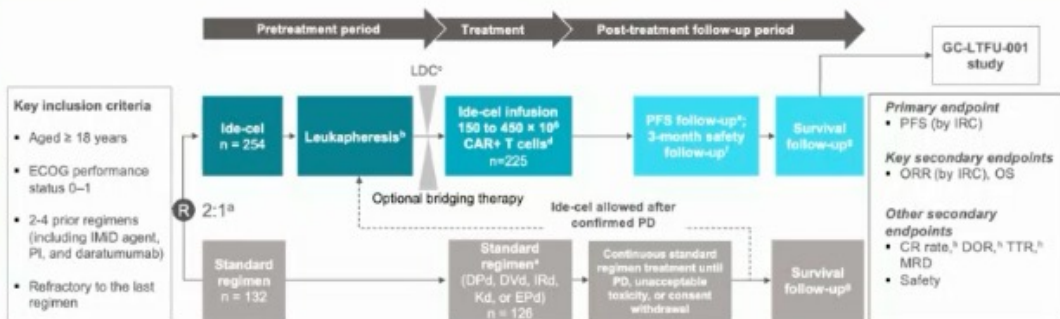 Pretreatment period
Treatment
Post-treatment follow-up period
GC-LTFU-001
study
LDCᶜ
Key inclusion criteria
▪ Aged ≥ 18 years
▪ ECOG performance
status 0–1
▪ 2-4 prior regimens
(including IMiD agent,
PI, and daratumumab)
▪ Refractory to the last
regimen
R 2:1ᵃ
Ide-cel
n = 254
Leukapheresisᵇ
Ide-cel infusion
150 to 450 × 10⁶
CAR+ T cellsᵈ
n=225
PFS follow-upᵉ;
3-month safety
follow-upᶠ
Survival
follow-upᵍ
Optional bridging therapy
Ide-cel allowed after
confirmed PD
Standard
regimen
n = 132
Standard
regimenᵃ
(DPd, DVd, IRd,
Kd, or EPd)
n = 126
Continuous standard
regimen treatment until
PD, unacceptable
toxicity, or consent
withdrawal
Survival
follow-upᵍ
Primary endpoint
▪ PFS (by IRC)
Key secondary endpoints
▪ ORR (by IRC), OS
Other secondary
endpoints
▪ CR rate,ʰ DOR,ʰ TTR,ʰ
MRD
▪ Safety